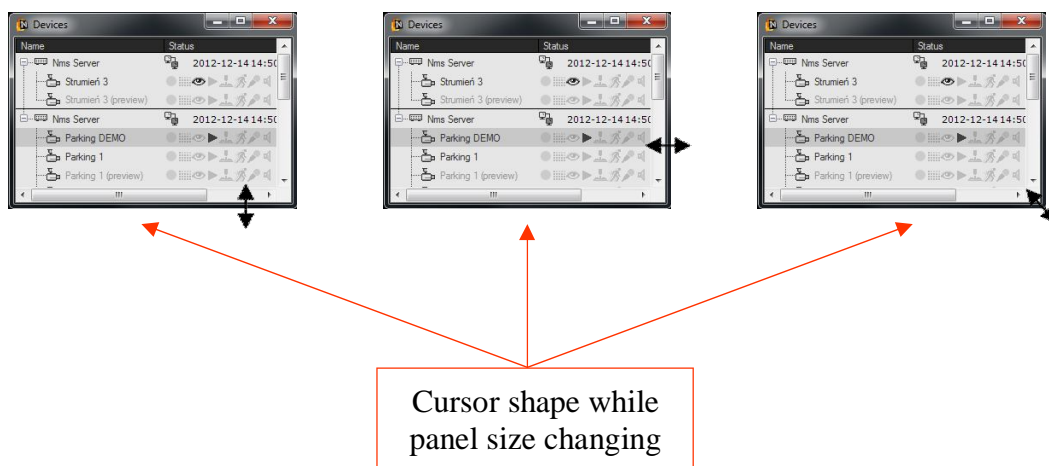 Devices
Name Status
Nms Server 2012-12-14 14:50
Strumień 3
Strumień 3 (preview)
Nms Server 2012-12-14 14:50
Parking DEMO
Parking 1
Parking 1 (preview)
Devices
Name Status
Nms Server 2012-12-14 14:50
Strumień 3
Strumień 3 (preview)
Nms Server 2012-12-14 14:50
Parking DEMO
Parking 1
Parking 1 (preview)
Devices
Name Status
Nms Server 2012-12-14 14:50
Strumień 3
Strumień 3 (preview)
Nms Server 2012-12-14 14:50
Parking DEMO
Parking 1
Parking 1 (preview)
Cursor shape while
panel size changing